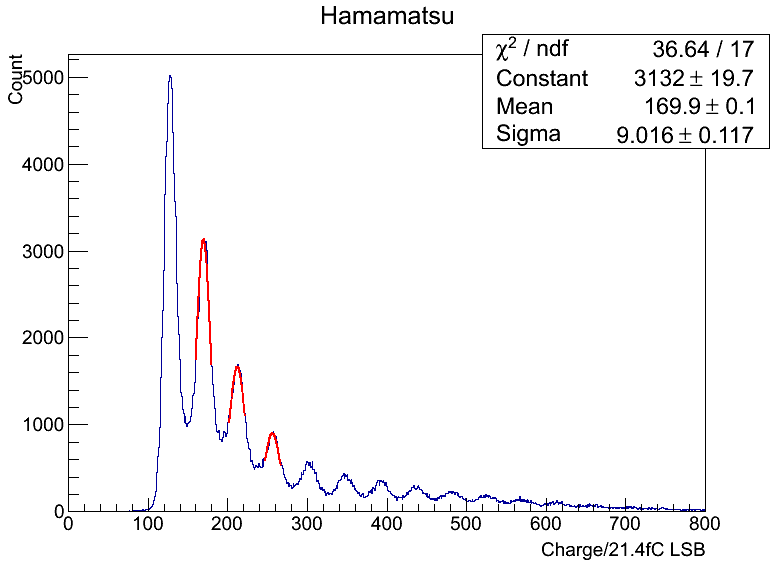 Hamamatsu
χ² / ndf 36.64 / 17
Constant 3132 ± 19.7
Mean 169.9 ± 0.1
Sigma 9.016 ± 0.117
Count
5000
4000
3000
2000
1000
0
0 100 200 300 400 500 600 700 800
Charge/21.4fC LSB